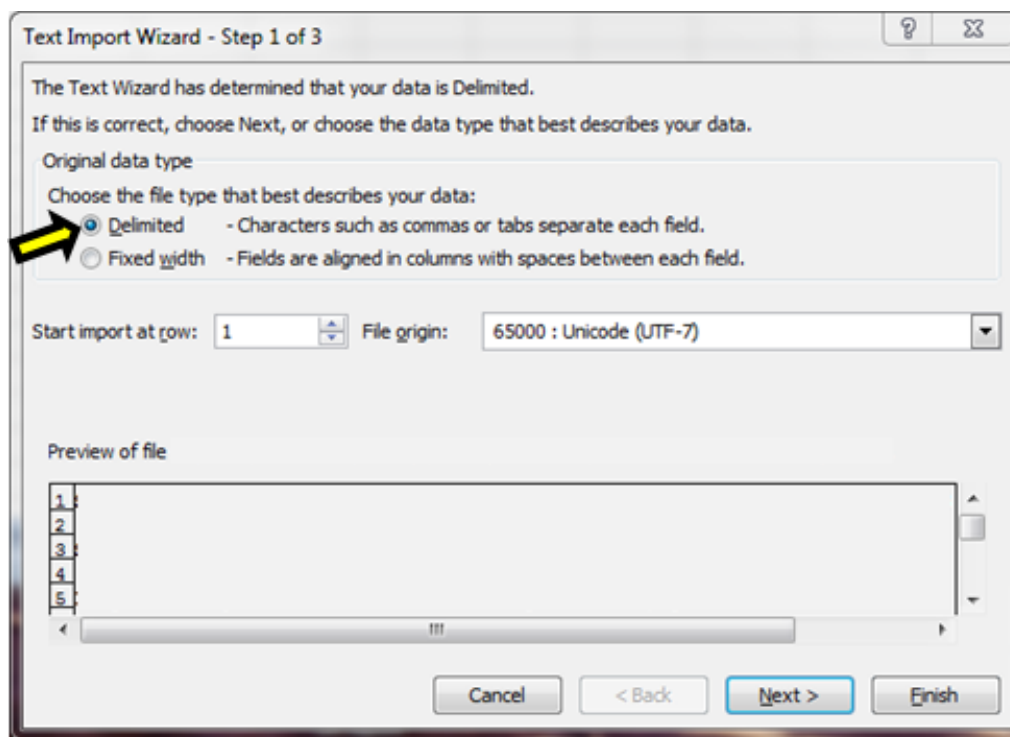 Text Import Wizard - Step 1 of 3
The Text Wizard has determined that your data is Delimited.
If this is correct, choose Next, or choose the data type that best describes your data.
Original data type
Choose the file type that best describes your data:
Delimited - Characters such as commas or tabs separate each field.
Fixed width - Fields are aligned in columns with spaces between each field.
Start import at row: 1 File origin: 65000 : Unicode (UTF-7)
Preview of file
1
2
3
4
5
Cancel < Back Next > Finish